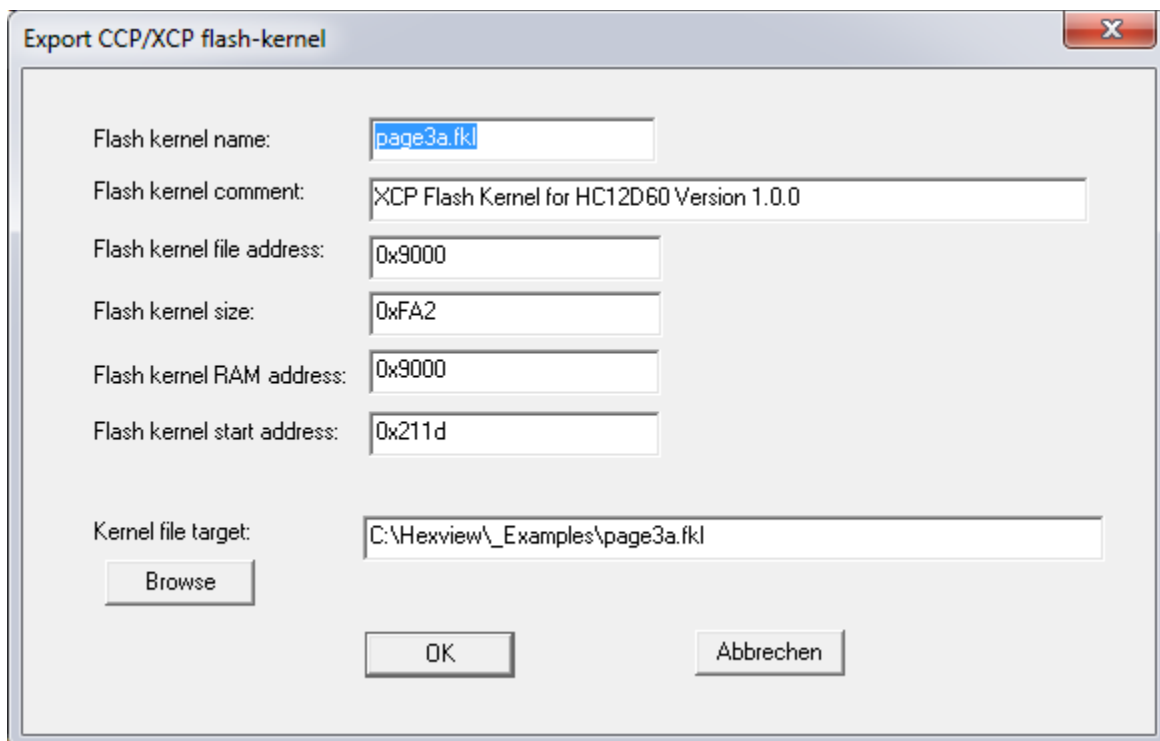 Export CCP/XCP flash-kernel
Flash kernel name: page3a.fkl
Flash kernel comment: XCP Flash Kernel for HC12D60 Version 1.0.0
Flash kernel file address: 0x9000
Flash kernel size: 0xFA2
Flash kernel RAM address: 0x9000
Flash kernel start address: 0x211d
Kernel file target: C:\Hexview\_Examples\page3a.fkl
Browse
OK Abbrechen